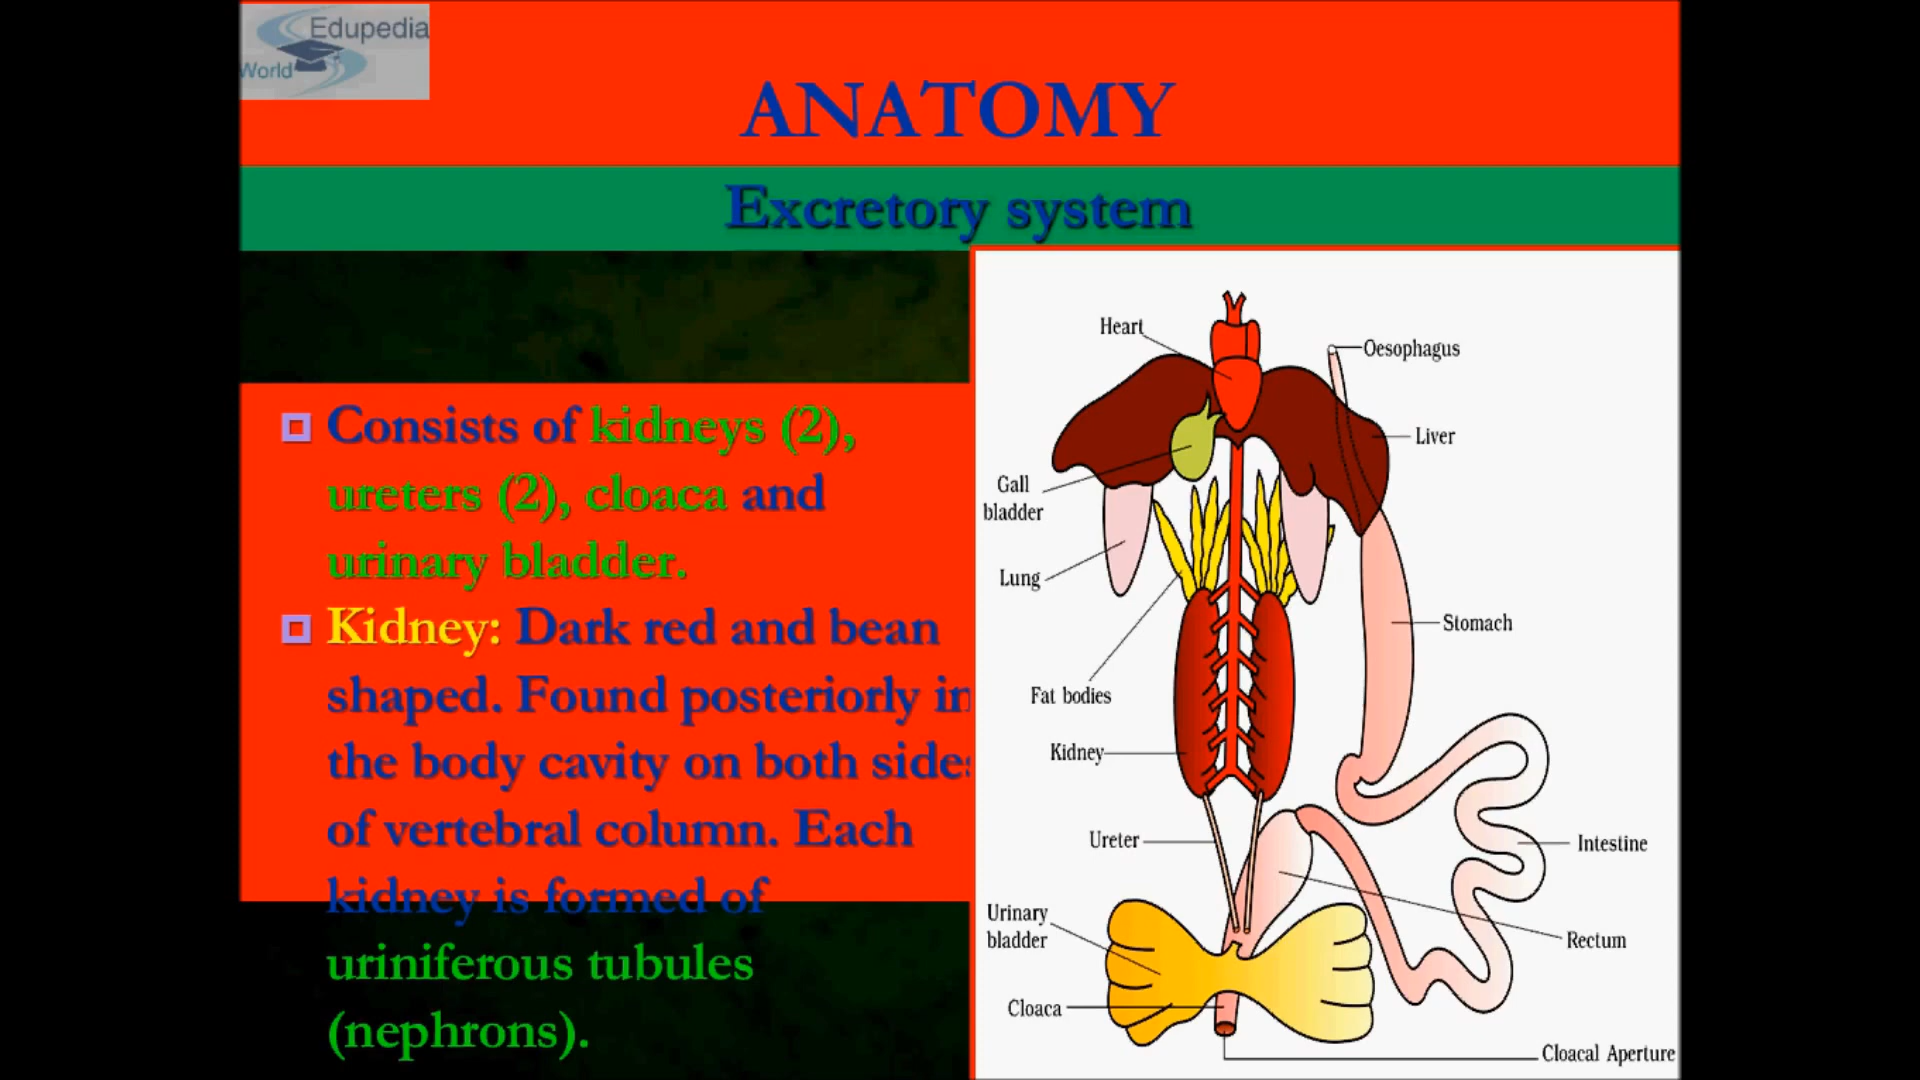 Edupedia
World
ANATOMY
Excretory system
Consists of kidneys (2),
ureters (2), cloaca and
urinary bladder.
Kidney: Dark red and bean
shaped. Found posteriorly in
the body cavity on both sides
of vertebral column. Each
kidney is formed of
uriniferous tubules
(nephrons).
Heart
Oesophagus
Liver
Gall
bladder
Lung
Stomach
Fat bodies
Kidney
Ureter
Intestine
Urinary
bladder
Rectum
Cloaca
Cloacal Aperture